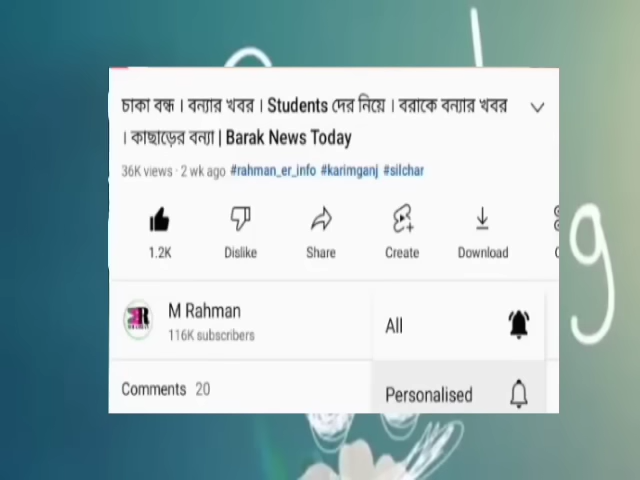 চাকা বন্ধ । বন্যার খবর । Students দের নিয়ে । বরাকে বন্যার খবর
। কাছাড়ের বন্যা | Barak News Today
36K views · 2 wk ago #rahman_er_info #karimganj #silchar
1.2K Dislike Share Create Download
M Rahman
116K subscribers
All
Comments 20
Personalised
g